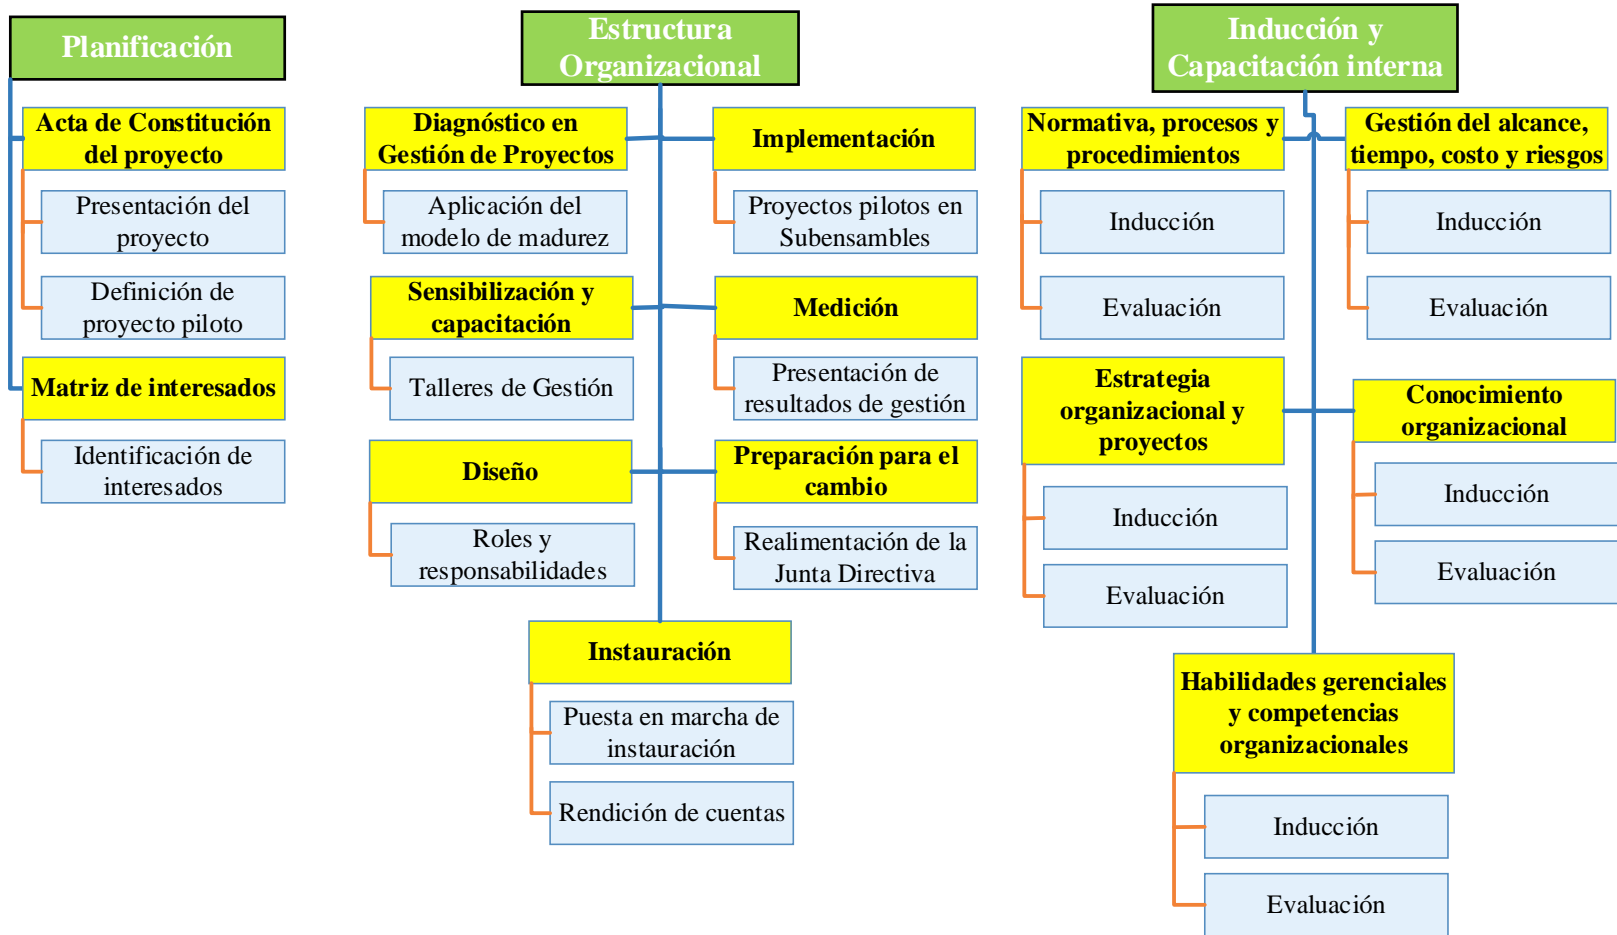 Planificación
Acta de Constitución
del proyecto
Presentación del
proyecto
Definición de
proyecto piloto
Matriz de interesados
Identificación de
interesados
Estructura
Organizacional
Diagnóstico en
Gestión de Proyectos
Aplicación del
modelo de madurez
Implementación
Proyectos pilotos en
Subensambles
Sensibilización y
capacitación
Talleres de Gestión
Medición
Presentación de
resultados de gestión
Diseño
Roles y
responsabilidades
Preparación para el
cambio
Realimentación de la
Junta Directiva
Instauración
Puesta en marcha de
instauración
Rendición de cuentas
Inducción y
Capacitación interna
Normativa, procesos y
procedimientos
Inducción
Evaluación
Gestión del alcance,
tiempo, costo y riesgos
Inducción
Evaluación
Estrategia
organizacional y
proyectos
Inducción
Evaluación
Conocimiento
organizacional
Inducción
Evaluación
Habilidades gerenciales
y competencias
organizacionales
Inducción
Evaluación